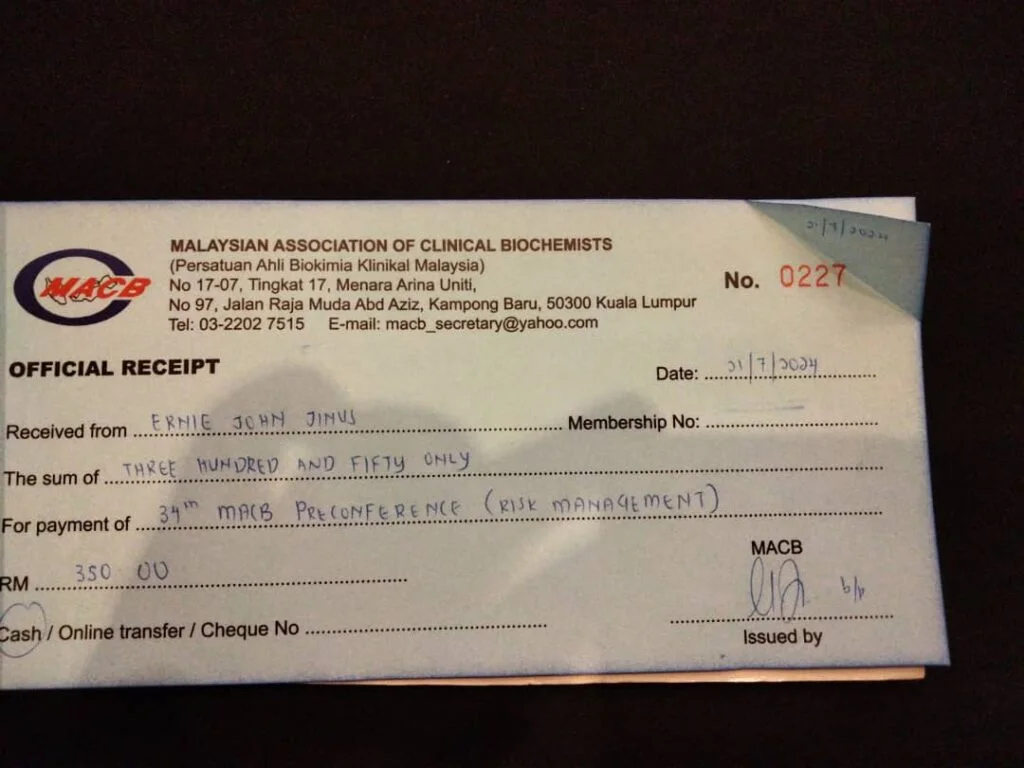 21/7/2024
MACB
MALAYSIAN ASSOCIATION OF CLINICAL BIOCHEMISTS
(Persatuan Ahli Biokimia Klinikal Malaysia)
No 17-07, Tingkat 17, Menara Arina Uniti,
No 97, Jalan Raja Muda Abd Aziz, Kampong Baru, 50300 Kuala Lumpur
Tel: 03-2202 7515 E-mail: macb_secretary@yahoo.com
No. 0227
OFFICIAL RECEIPT
Date: 21/7/2024
Received from ERNIE JOHN JINUS Membership No:
The sum of THREE HUNDRED AND FIFTY ONLY
For payment of 34th MACB PRECONFERENCE (RISK MANAGEMENT)
RM 350 00
MACB
b/p
Cash / Online transfer / Cheque No
Issued by